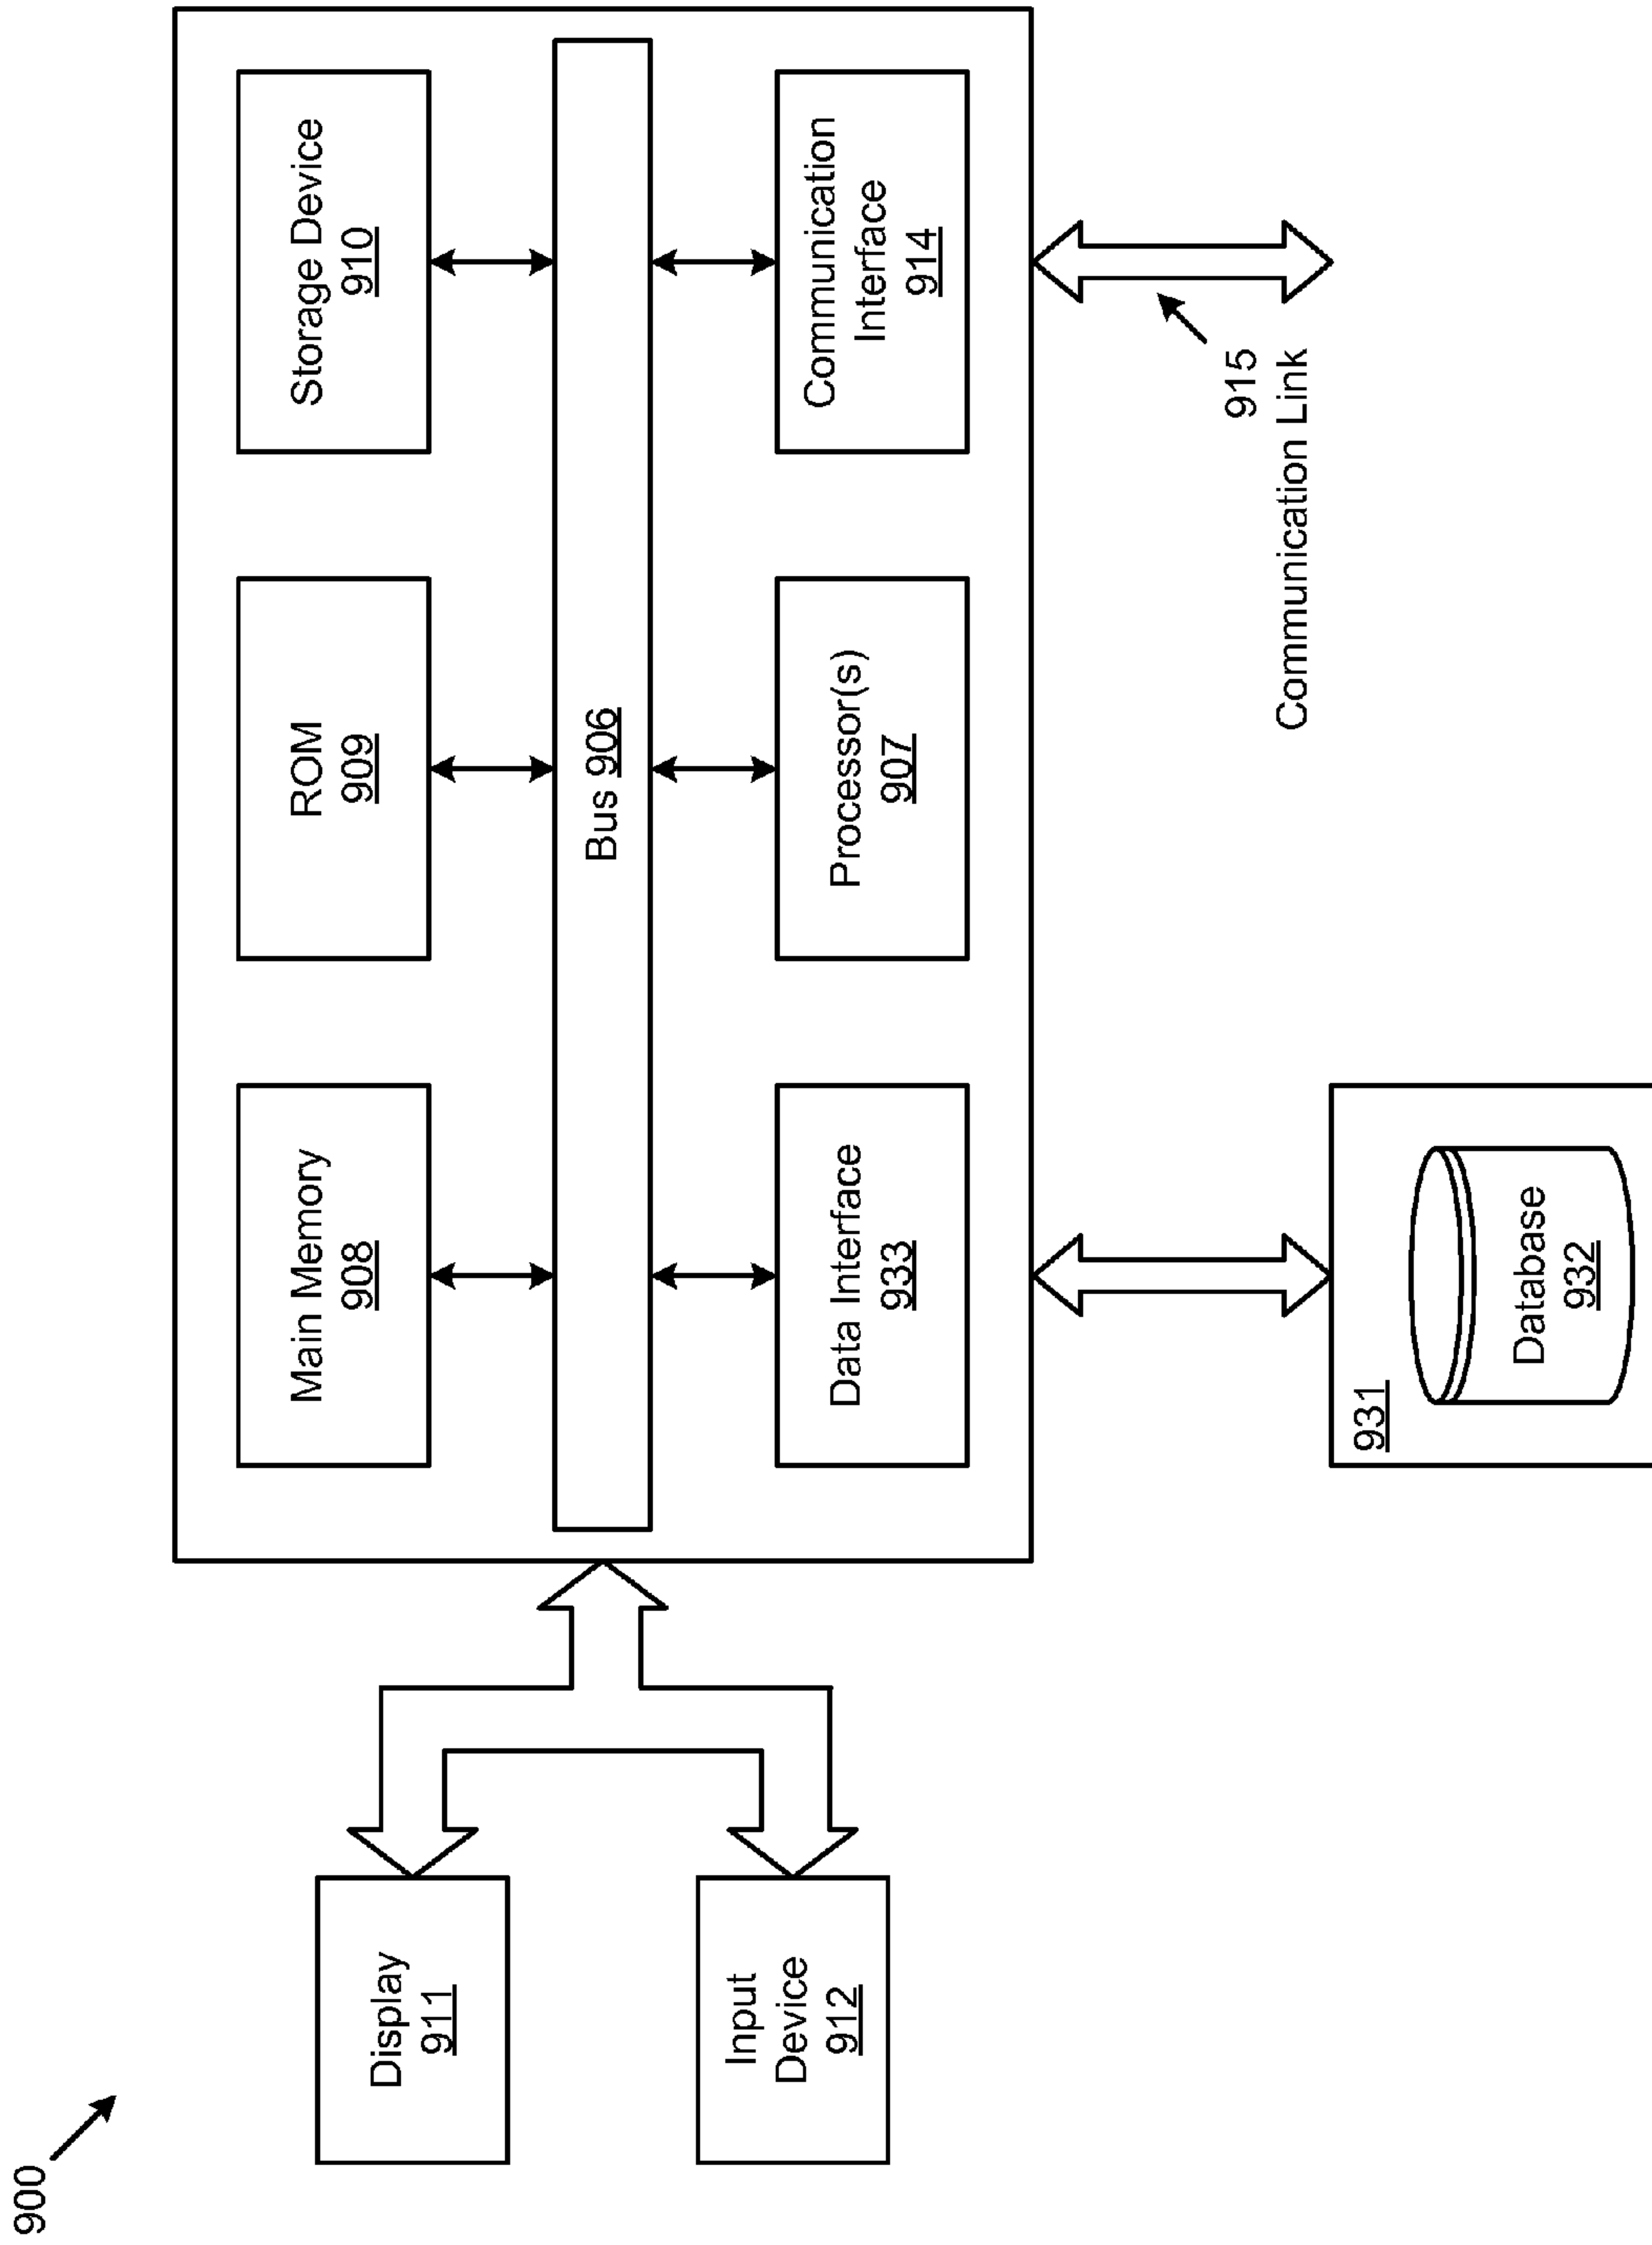 900
Main Memory
908
ROM
909
Storage Device
910
Display
911
Bus 906
Input
Device
912
Data Interface
933
Processor(s)
907
Communication
Interface
914
915
Communication Link
931
Database
932